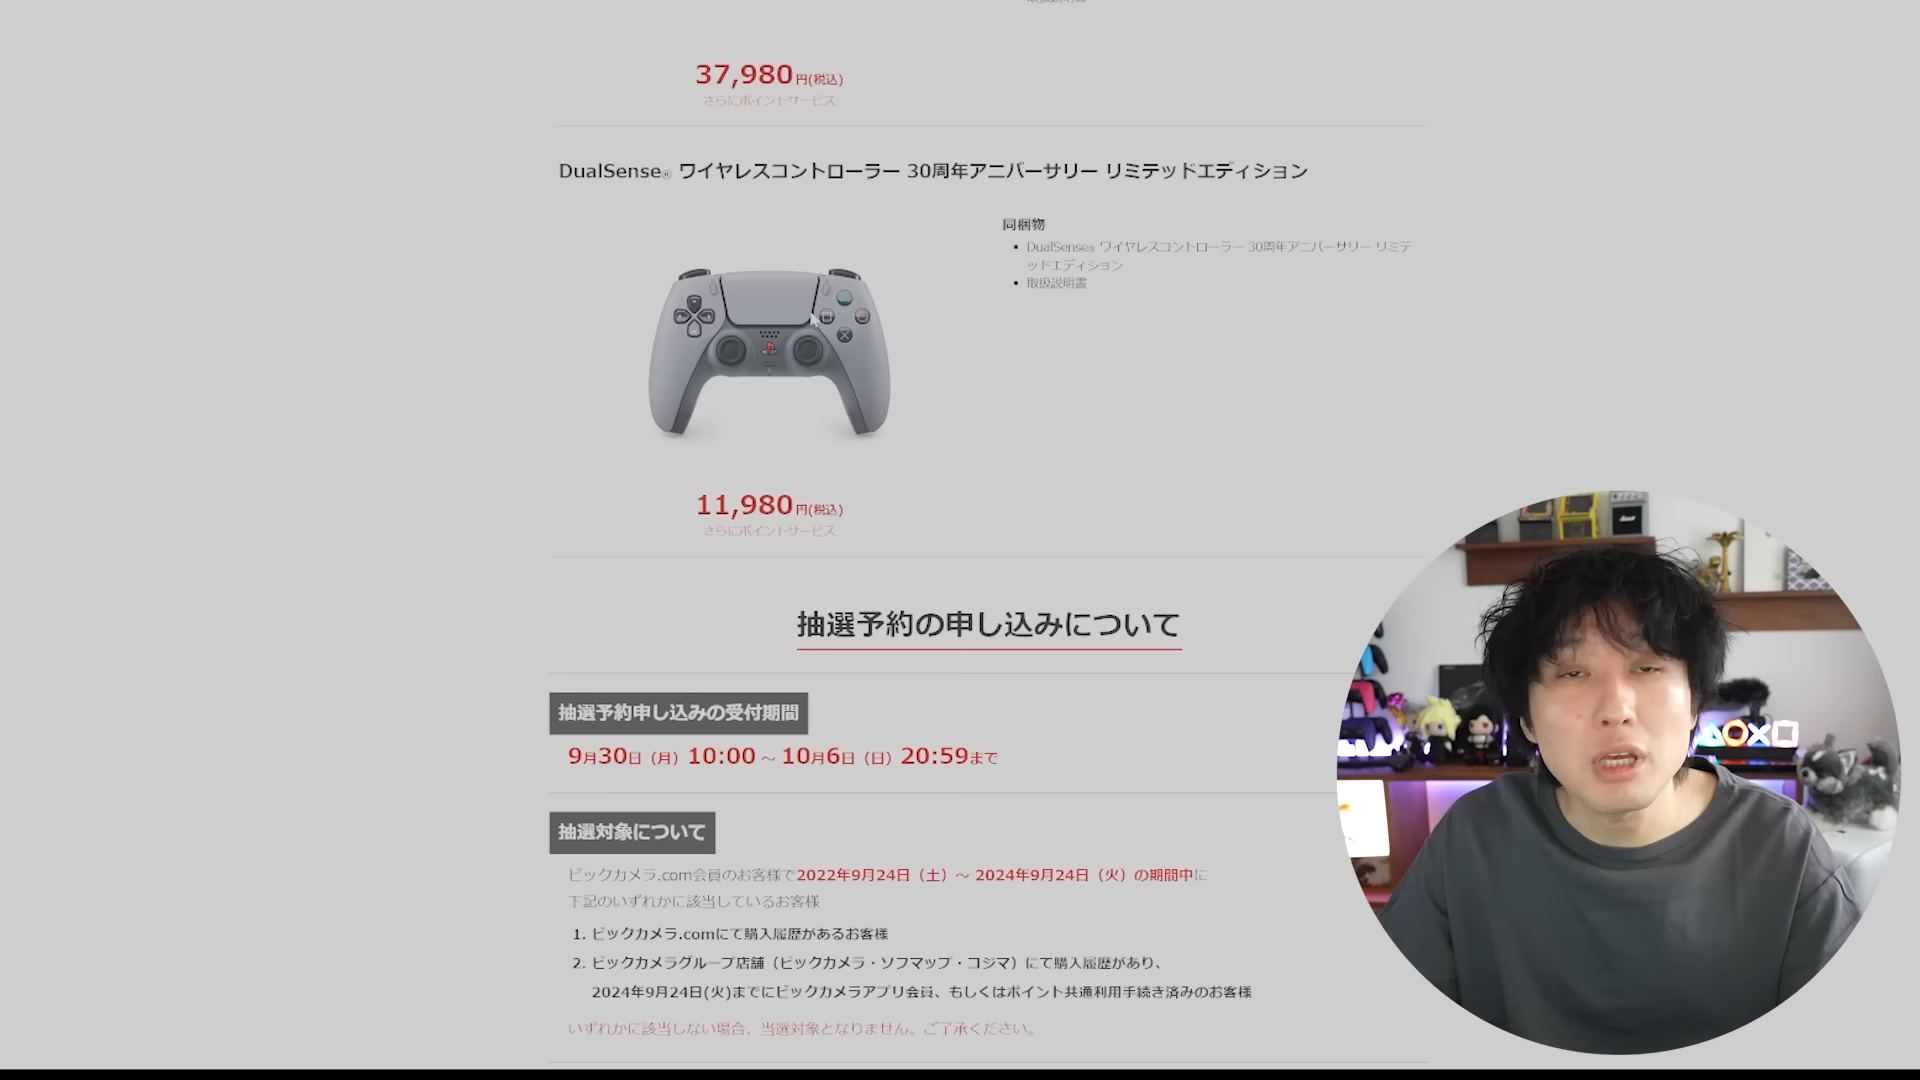 37,980円(税込)
さらにポイントサービス
DualSense® ワイヤレスコントローラー 30周年アニバーサリー リミテッドエディション
同梱物
▪ DualSense® ワイヤレスコントローラー 30周年アニバーサリー リミテ
ッドエディション
▪ 取扱説明書
11,980円(税込)
さらにポイントサービス
抽選予約の申し込みについて
抽選予約申し込みの受付期間
9月30日（月）10:00 ～ 10月6日（日）20:59まで
抽選対象について
ビックカメラ.com会員のお客様で2022年9月24日（土）～ 2024年9月24日（火）の期間中に
下記のいずれかに該当しているお客様
1. ビックカメラ.comにて購入履歴があるお客様
2. ビックカメラグループ店舗（ビックカメラ・ソフマップ・コジマ）にて購入履歴があり、
2024年9月24日(火)までにビックカメラアプリ会員、もしくはポイント共通利用手続き済みのお客様
いずれかに該当しない場合、当選対象となりません。ご了承ください。